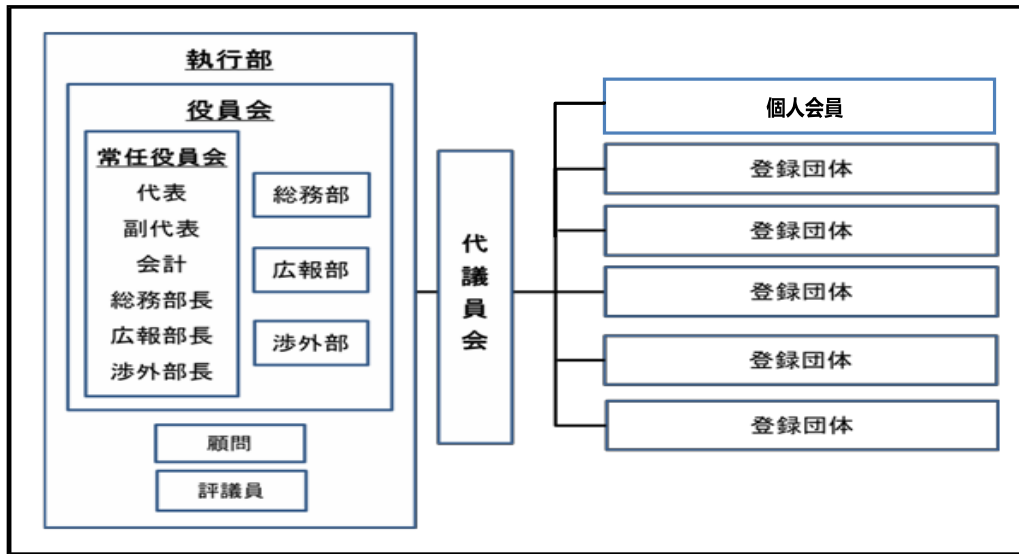 執行部
役員会
常任役員会
代表
副代表
会計
総務部長
広報部長
渉外部長
総務部
広報部
渉外部
顧問
評議員
代議員会
個人会員
登録団体
登録団体
登録団体
登録団体
登録団体